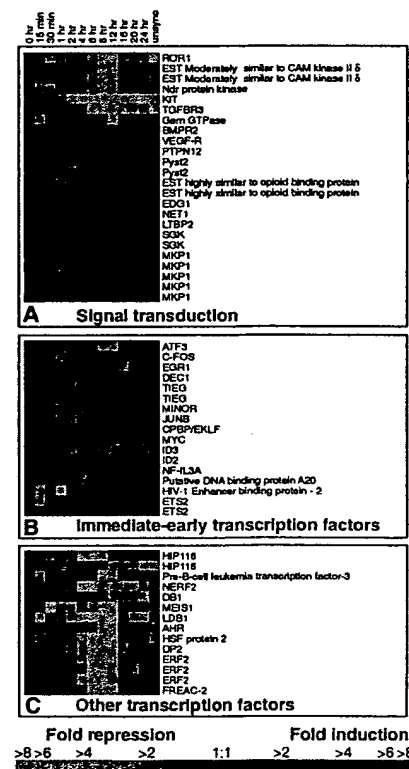 0 hr
15 min
30 min
1 hr
2 hr
4 hr
6 hr
8 hr
12 hr
16 hr
20 hr
24 hr
unsync
ROR1
EST Moderately similar to CAM kinase II δ
EST Moderately similar to CAM kinase II δ
Ndr protein kinase
KIT
TGFBR3
Gem GTPase
BMPR2
VEGF-R
PTPN12
Pyst2
Pyst2
EST highly similar to opioid binding protein
EST highly similar to opioid binding protein
EDG1
NET1
LTBP2
SGK
SGK
MKP1
MKP1
MKP1
MKP1
MKP1
A Signal transduction
ATF3
C-FOS
EGR1
DEC1
TIEG
TIEG
MINOR
JUNB
CPBP/EKLF
MYC
ID3
ID2
NF-IL3A
Putative DNA binding protein A20
HIV-1 Enhancer binding protein - 2
ETS2
ETS2
B Immediate-early transcription factors
HIP116
HIP116
Pre-B-cell leukemia transcription factor-3
NERF2
DB1
MEIS1
LDB1
AHR
HSF protein 2
DP2
ERF2
ERF2
ERF2
FREAC-2
C Other transcription factors
Fold repression Fold induction
>8 >6 >4 >2 1:1 >2 >4 >6 >8